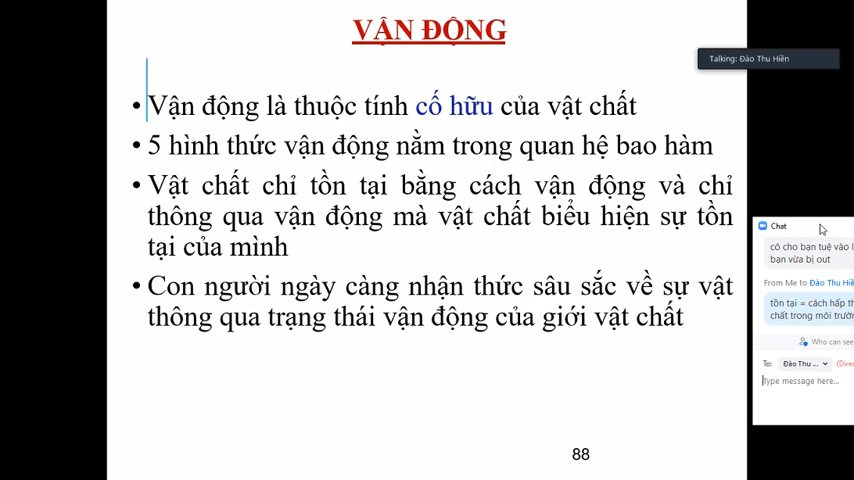 VẬN ĐỘNG
Talking: Đào Thu Hiền
• Vận động là thuộc tính cố hữu của vật chất
• 5 hình thức vận động nằm trong quan hệ bao hàm
• Vật chất chỉ tồn tại bằng cách vận động và chỉ
thông qua vận động mà vật chất biểu hiện sự tồn
tại của mình
• Con người ngày càng nhận thức sâu sắc về sự vật
thông qua trạng thái vận động của giới vật chất
88
Chat
cô cho bạn tuệ vào l
bạn vừa bị out
From Me to Đào Thu Hiề
tồn tại = cách hấp th
chất trong môi trườn
Who can see
To: Đào Thu ... (Direc
Type message here...